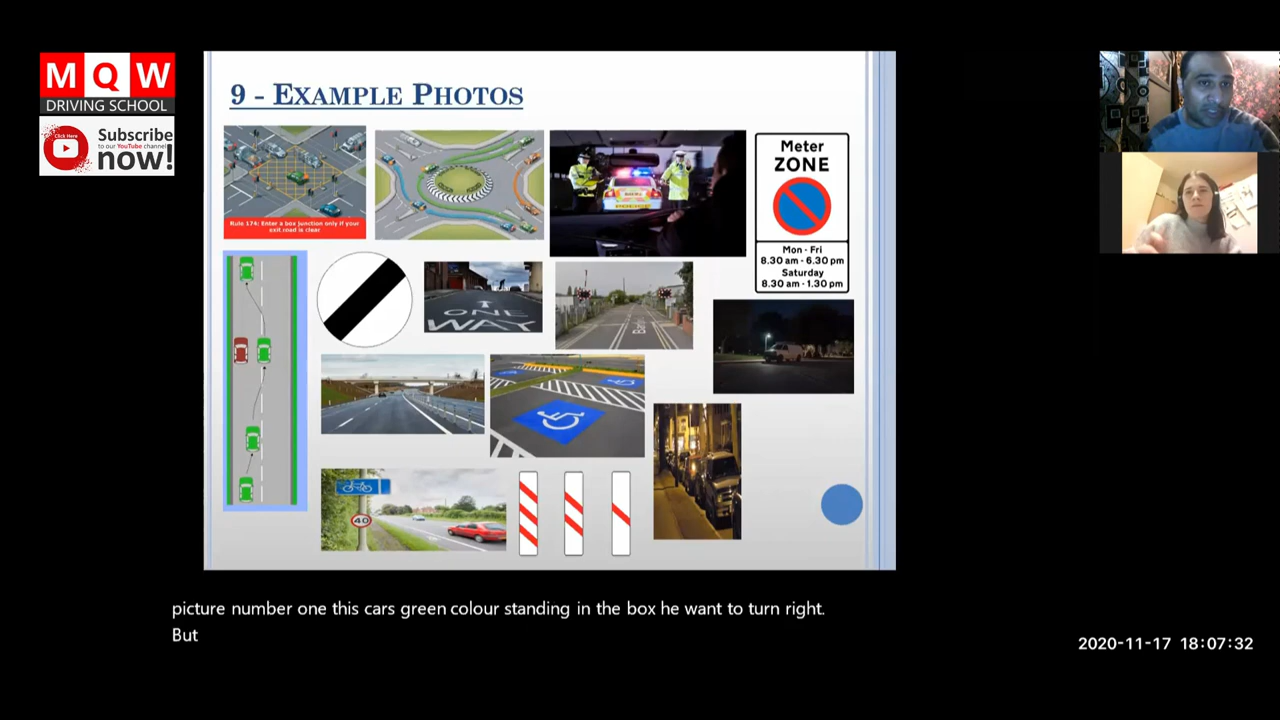 M Q W
DRIVING SCHOOL
Click Here
Subscribe
to our YouTube channel
now!
9 - EXAMPLE PHOTOS
Rule 174: Enter a box junction only if your
exit road is clear
POLICE
Meter
ZONE
Mon - Fri
8.30 am - 6.30 pm
Saturday
8.30 am - 1.30 pm
ONE
WAY
40
picture number one this cars green colour standing in the box he want to turn right.
But
2020-11-17 18:07:32